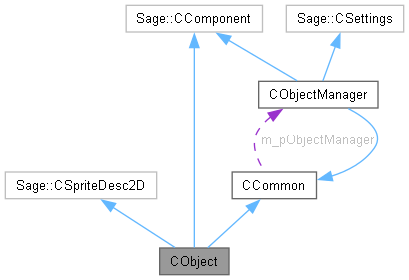 Sage::CComponent
Sage::CSettings
CObjectManager
m_pObjectManager
Sage::CSpriteDesc2D
CCommon
CObject